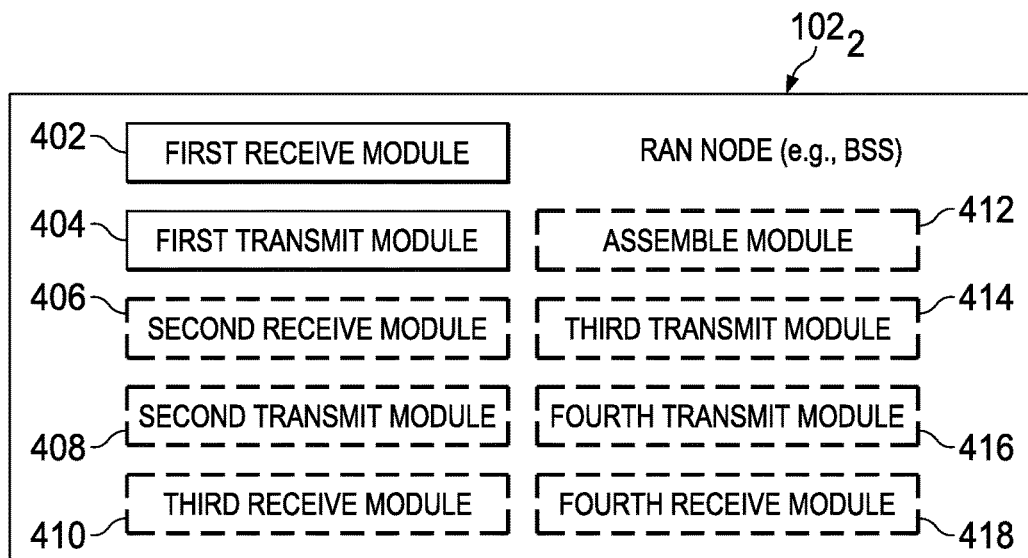 102₂
402 FIRST RECEIVE MODULE RAN NODE (e.g., BSS)
404 FIRST TRANSMIT MODULE ASSEMBLE MODULE 412
406 SECOND RECEIVE MODULE THIRD TRANSMIT MODULE 414
SECOND TRANSMIT MODULE FOURTH TRANSMIT MODULE
408 416
THIRD RECEIVE MODULE FOURTH RECEIVE MODULE
410 418